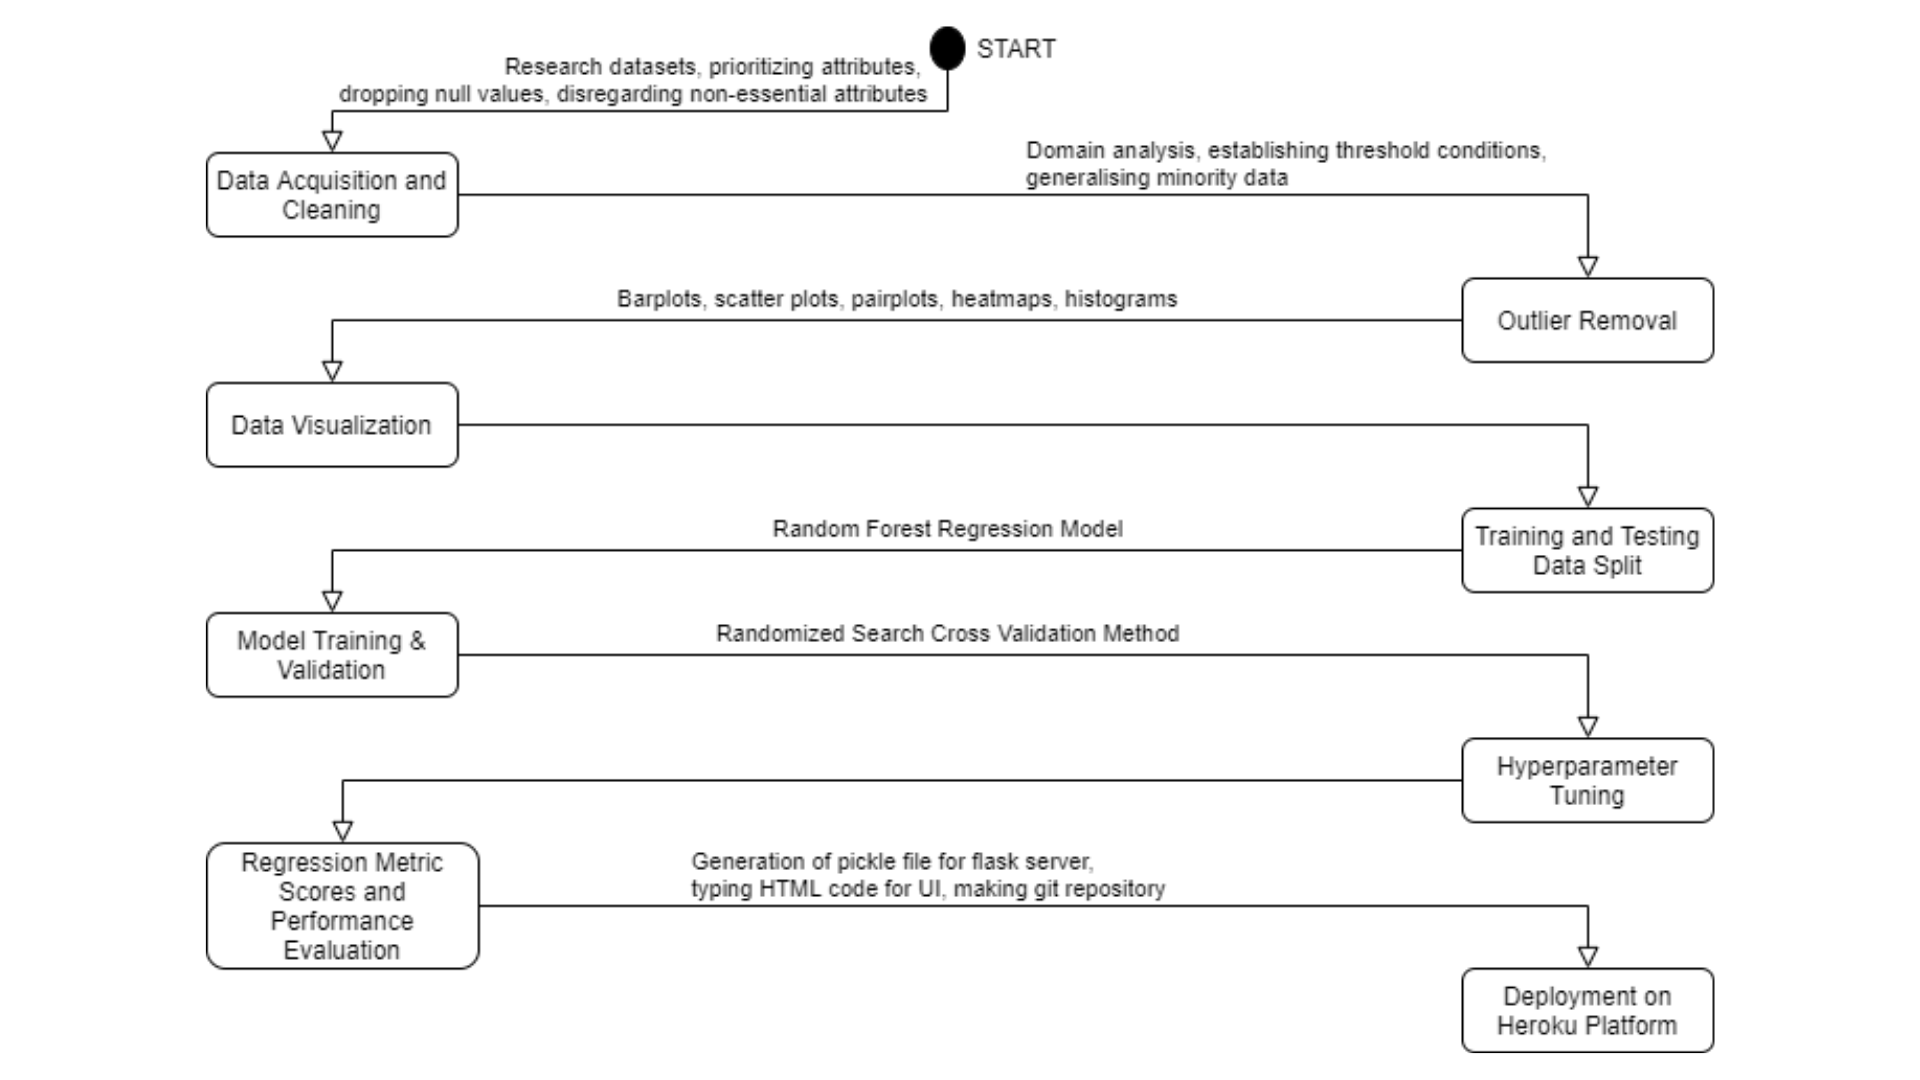 START
Research datasets, prioritizing attributes,
dropping null values, disregarding non-essential attributes
Data Acquisition and
Cleaning
Domain analysis, establishing threshold conditions,
generalising minority data
Outlier Removal
Barplots, scatter plots, pairplots, heatmaps, histograms
Data Visualization
Training and Testing
Data Split
Random Forest Regression Model
Model Training &
Validation
Randomized Search Cross Validation Method
Hyperparameter
Tuning
Regression Metric
Scores and
Performance
Evaluation
Generation of pickle file for flask server,
typing HTML code for UI, making git repository
Deployment on
Heroku Platform